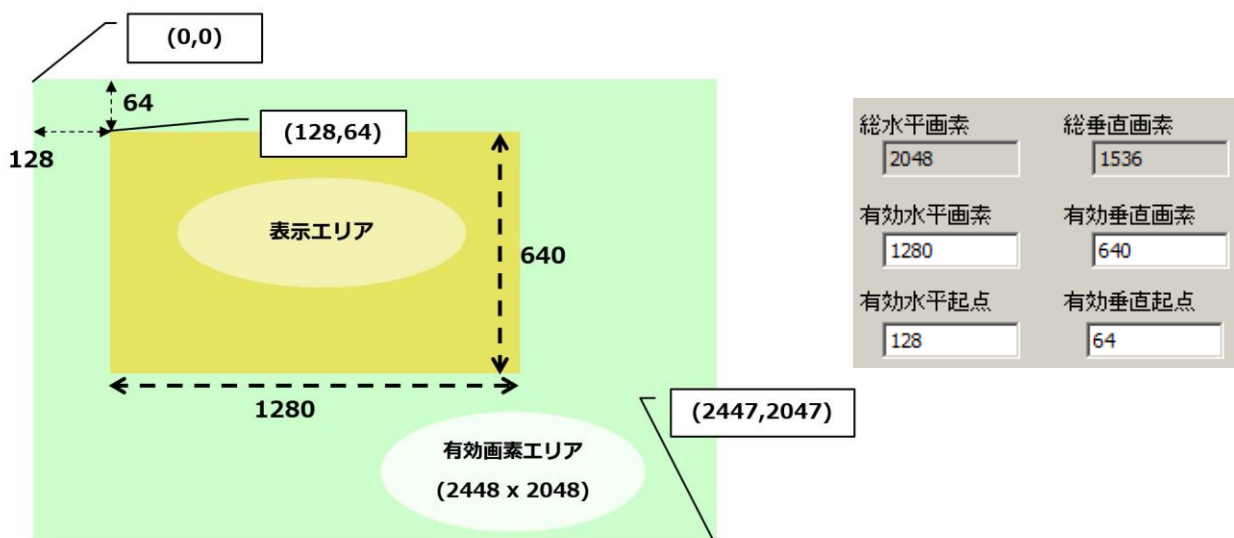 (0,0)
64
128
(128,64)
表示エリア
640
1280
(2447,2047)
有効画素エリア
(2448 x 2048)
総水平画素 総垂直画素
2048 1536
有効水平画素 有効垂直画素
1280 640
有効水平起点 有効垂直起点
128 64